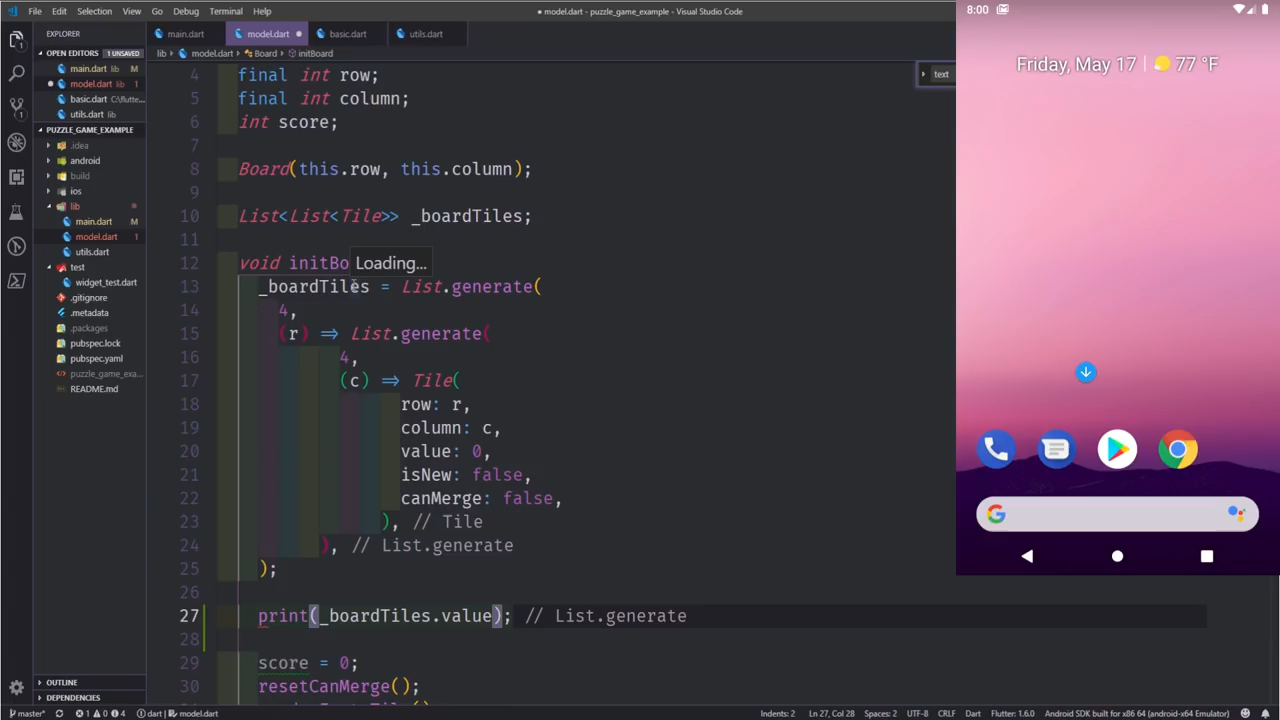 File Edit Selection View Go Debug Terminal Help
● model.dart - puzzle_game_example - Visual Studio Code
EXPLORER
OPEN EDITORS 1 UNSAVED
main.dart lib M
● model.dart lib 1
basic.dart C:\flutte...
utils.dart lib
PUZZLE_GAME_EXAMPLE
.idea
android
build
ios
lib
main.dart M
model.dart 1
utils.dart
test
widget_test.dart
.gitignore
.metadata
.packages
pubspec.lock
pubspec.yaml
puzzle_game_exa...
README.md
OUTLINE
DEPENDENCIES
main.dart model.dart ● basic.dart utils.dart
lib ▸ model.dart ▸ Board ▸ initBoard
text
4 final int row;
5 final int column;
6 int score;
7
8 Board(this.row, this.column);
9
10 List<List<Tile>> _boardTiles;
11
12 void initBo
Loading...
13 _boardTiles = List.generate(
14 4,
15 (r) => List.generate(
16 4,
17 (c) => Tile(
18 row: r,
19 column: c,
20 value: 0,
21 isNew: false,
22 canMerge: false,
23 ), // Tile
24 ), // List.generate
25 );
26
27 print(_boardTiles.value); // List.generate
28
29 score = 0;
30 resetCanMerge();
8:00
Friday, May 17 | 77 °F
master* 1 0 4 dart | model.dart
Indents: 2 Ln 27, Col 28 Spaces: 2 UTF-8 CRLF Dart Flutter: 1.6.0 Android SDK built for x86 64 (android-x64 Emulator)